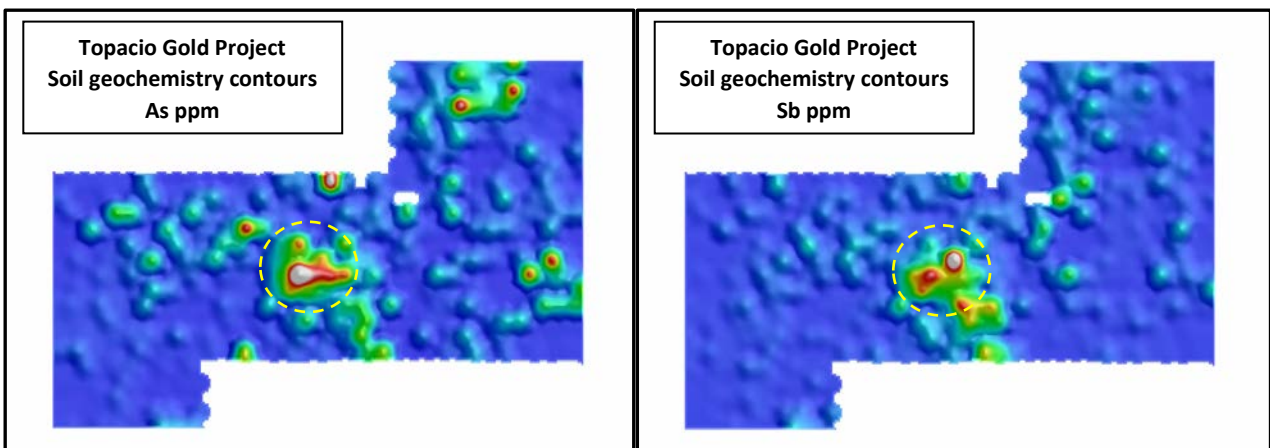 Topacio Gold Project
Soil geochemistry contours
As ppm
Topacio Gold Project
Soil geochemistry contours
Sb ppm